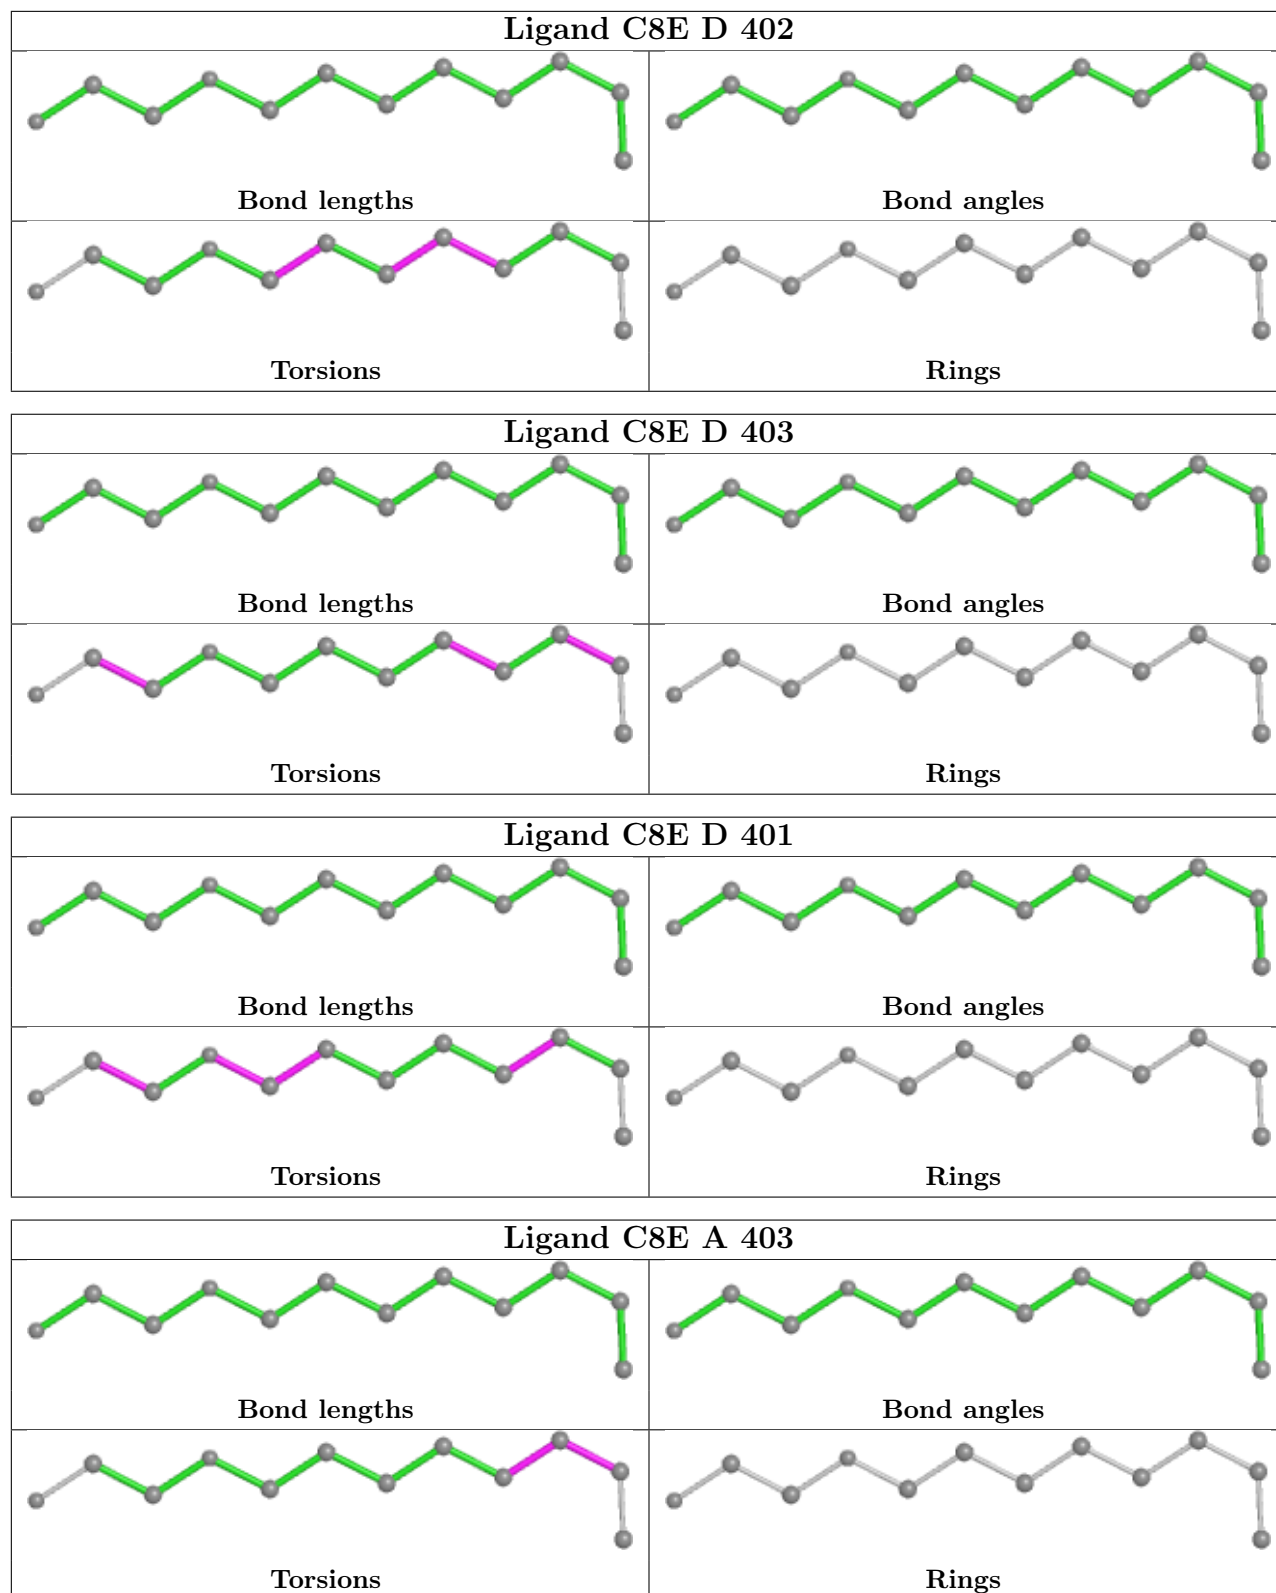 Ligand C8E D 402
Bond lengths
Bond angles
Torsions
Rings
Ligand C8E D 403
Bond lengths
Bond angles
Torsions
Rings
Ligand C8E D 401
Bond lengths
Bond angles
Torsions
Rings
Ligand C8E A 403
Bond lengths
Bond angles
Torsions
Rings